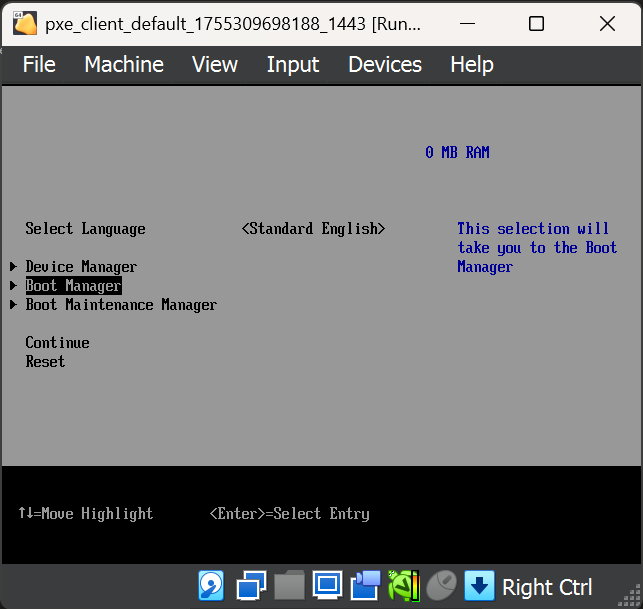 64
pxe_client_default_1755309698188_1443 [Run...
File Machine View Input Devices Help
0 MB RAM
Select Language <Standard English>
This selection will
take you to the Boot
Manager
Device Manager
Boot Manager
Boot Maintenance Manager
Continue
Reset
↑↓=Move Highlight <Enter>=Select Entry
Right Ctrl